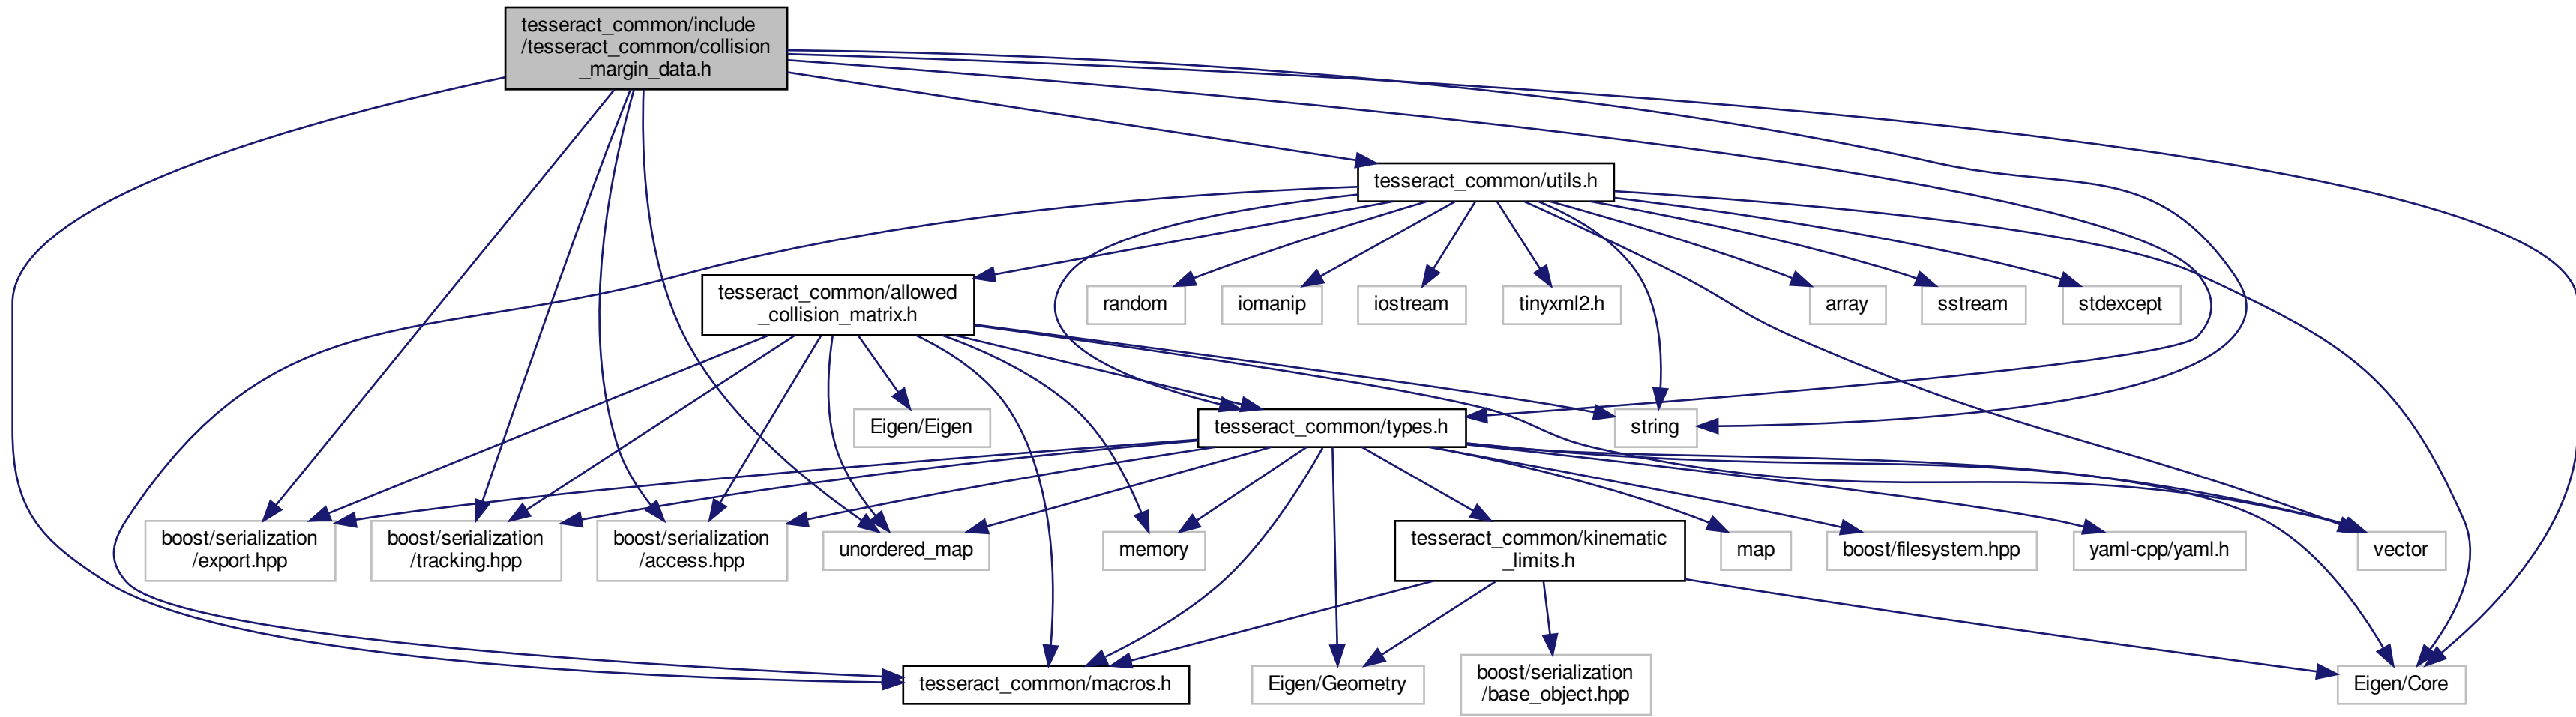 tesseract_common/include
/tesseract_common/collision
_margin_data.h
tesseract_common/utils.h
tesseract_common/allowed
_collision_matrix.h
random
iomanip
iostream
tinyxml2.h
array
sstream
stdexcept
Eigen/Eigen
tesseract_common/types.h
string
boost/serialization
/export.hpp
boost/serialization
/tracking.hpp
boost/serialization
/access.hpp
unordered_map
memory
tesseract_common/kinematic
_limits.h
map
boost/filesystem.hpp
yaml-cpp/yaml.h
vector
tesseract_common/macros.h
Eigen/Geometry
boost/serialization
/base_object.hpp
Eigen/Core